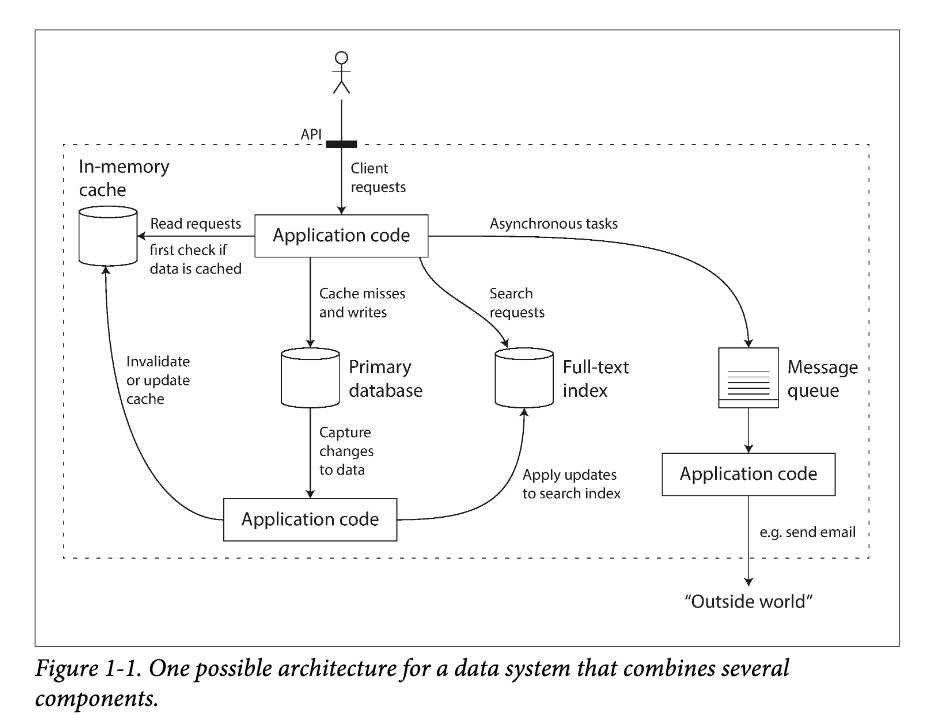 API
Client
requests
In-memory
cache
Read requests
first check if
data is cached
Application code
Asynchronous tasks
Cache misses
and writes
Search
requests
Invalidate
or update
cache
Primary
database
Full-text
index
Message
queue
Capture
changes
to data
Apply updates
to search index
Application code
Application code
e.g. send email
“Outside world”
Figure 1-1. One possible architecture for a data system that combines several
components.